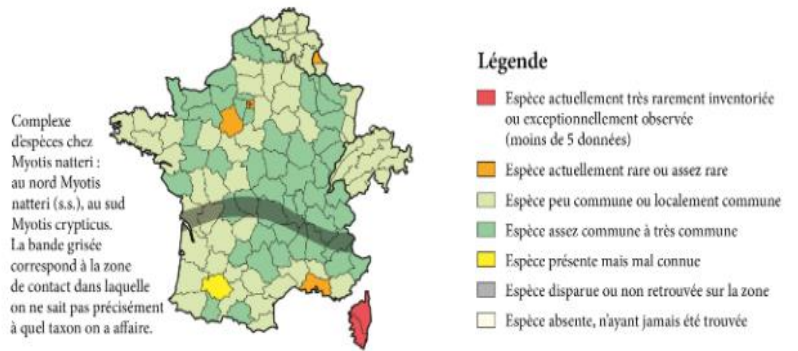 Complexe
d'espèces chez
Myotis natteri :
au nord Myotis
natteri (s.s.), au sud
Myotis crypticus.
La bande grisée
correspond à la zone
de contact dans laquelle
on ne sait pas précisément
à quel taxon on a affaire.
Légende
Espèce actuellement très rarement inventoriée
ou exceptionnellement observée
(moins de 5 données)
Espèce actuellement rare ou assez rare
Espèce peu commune ou localement commune
Espèce assez commune à très commune
Espèce présente mais mal connue
Espèce disparue ou non retrouvée sur la zone
Espèce absente, n'ayant jamais été trouvée